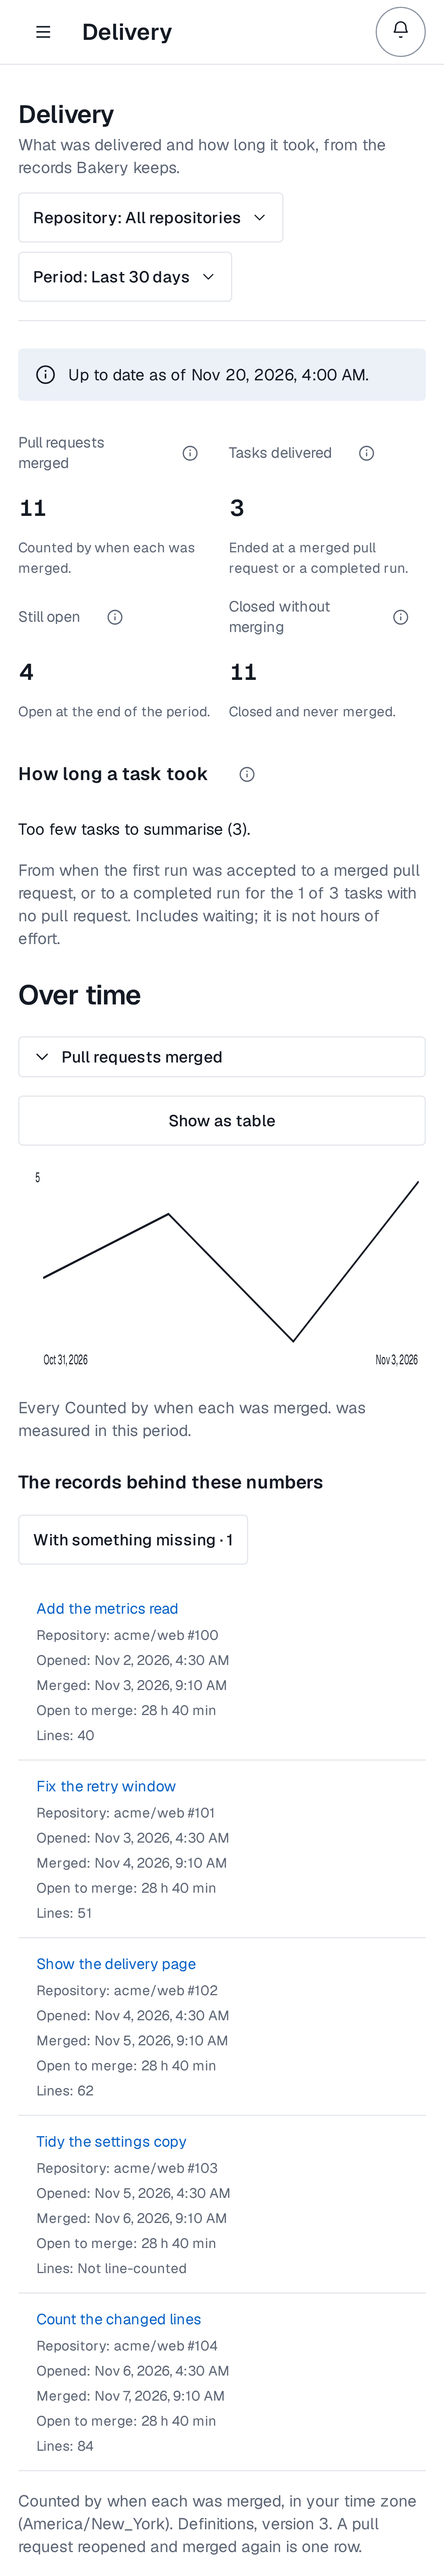 Delivery
Delivery
What was delivered and how long it took, from the
records Bakery keeps.
Repository: All repositories
Period: Last 30 days
Up to date as of Nov 20, 2026, 4:00 AM.
Pull requests
merged
11
Counted by when each was
merged.
Tasks delivered
3
Ended at a merged pull
request or a completed run.
Still open
4
Open at the end of the period.
Closed without
merging
11
Closed and never merged.
How long a task took
Too few tasks to summarise (3).
From when the first run was accepted to a merged pull
request, or to a completed run for the 1 of 3 tasks with
no pull request. Includes waiting; it is not hours of
effort.
Over time
Pull requests merged
Show as table
5
Oct 31, 2026
Nov 3, 2026
Every Counted by when each was merged. was
measured in this period.
The records behind these numbers
With something missing · 1
Add the metrics read
Repository: acme/web #100
Opened: Nov 2, 2026, 4:30 AM
Merged: Nov 3, 2026, 9:10 AM
Open to merge: 28 h 40 min
Lines: 40
Fix the retry window
Repository: acme/web #101
Opened: Nov 3, 2026, 4:30 AM
Merged: Nov 4, 2026, 9:10 AM
Open to merge: 28 h 40 min
Lines: 51
Show the delivery page
Repository: acme/web #102
Opened: Nov 4, 2026, 4:30 AM
Merged: Nov 5, 2026, 9:10 AM
Open to merge: 28 h 40 min
Lines: 62
Tidy the settings copy
Repository: acme/web #103
Opened: Nov 5, 2026, 4:30 AM
Merged: Nov 6, 2026, 9:10 AM
Open to merge: 28 h 40 min
Lines: Not line-counted
Count the changed lines
Repository: acme/web #104
Opened: Nov 6, 2026, 4:30 AM
Merged: Nov 7, 2026, 9:10 AM
Open to merge: 28 h 40 min
Lines: 84
Counted by when each was merged, in your time zone
(America/New_York). Definitions, version 3. A pull
request reopened and merged again is one row.